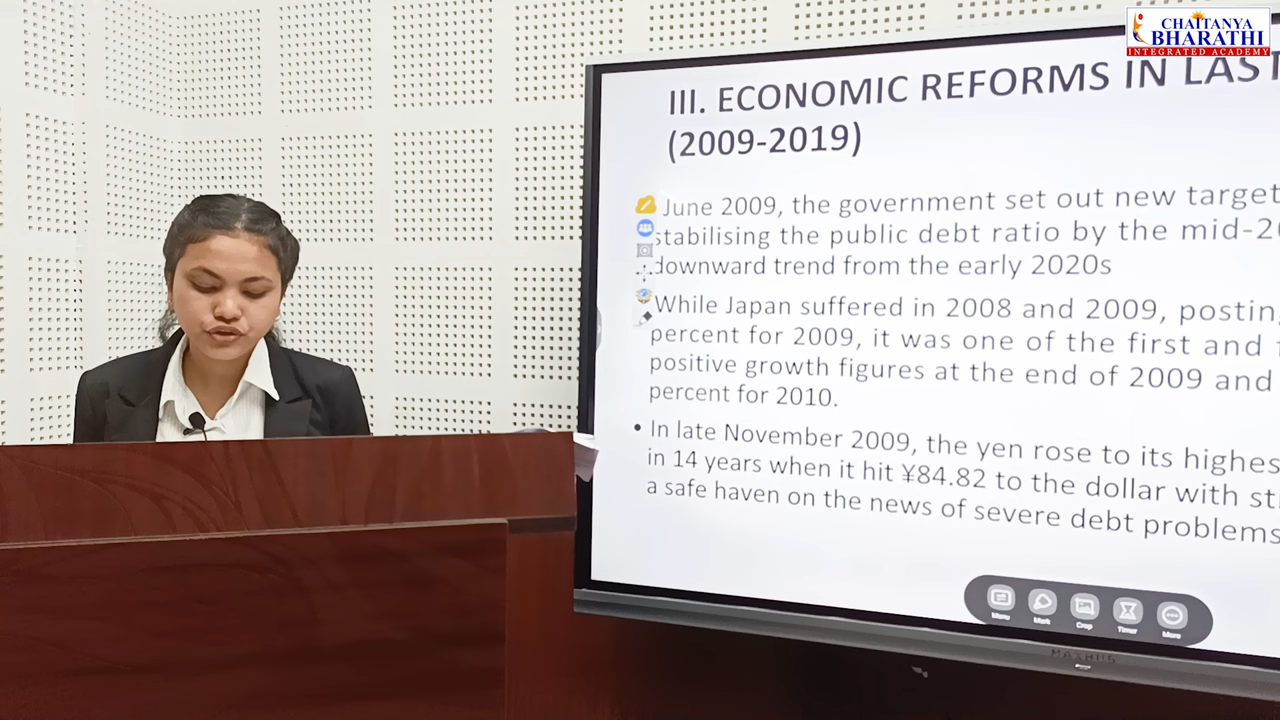 CHAITANYA
BHARATHI
INTEGRATED ACADEMY
III. ECONOMIC REFORMS IN LAST
(2009-2019)
June 2009, the government set out new target
stabilising the public debt ratio by the mid-20
downward trend from the early 2020s
While Japan suffered in 2008 and 2009, postin
percent for 2009, it was one of the first and
positive growth figures at the end of 2009 and
percent for 2010.
• In late November 2009, the yen rose to its highes
in 14 years when it hit ¥84.82 to the dollar with st
a safe haven on the news of severe debt problems
Menu Mark Crop Timer More